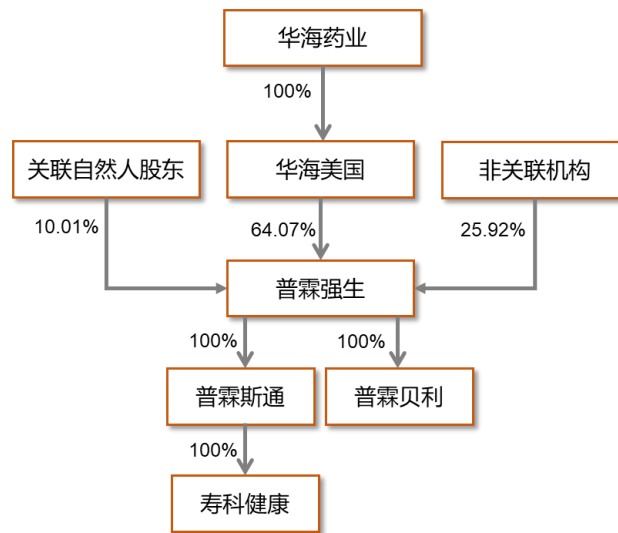 华海药业
100%
关联自然人股东
华海美国
非关联机构
10.01%
64.07%
25.92%
普霖强生
100%
100%
普霖斯通
普霖贝利
100%
寿科健康